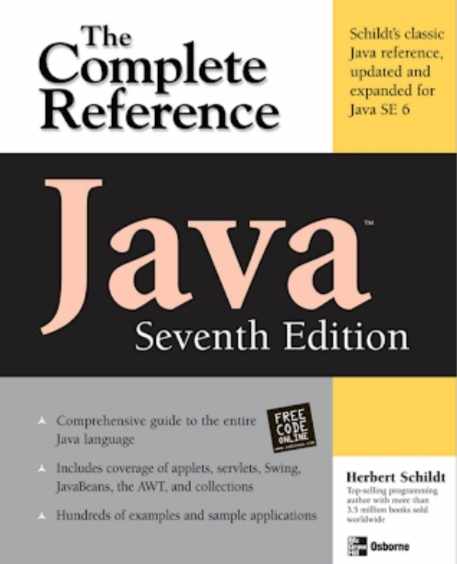 The
Complete
Reference
Schildt's classic
Java reference,
updated and
expanded for
Java SE 6
Java™
Seventh Edition
Comprehensive guide to the entire
Java language
FREE
CODE
ONLINE
Includes coverage of applets, servlets, Swing,
JavaBeans, the AWT, and collections
Hundreds of examples and sample applications
Herbert Schildt
Top-selling programming
author with more than
3.5 million books sold
worldwide
Mc
Graw
Hill
Osborne